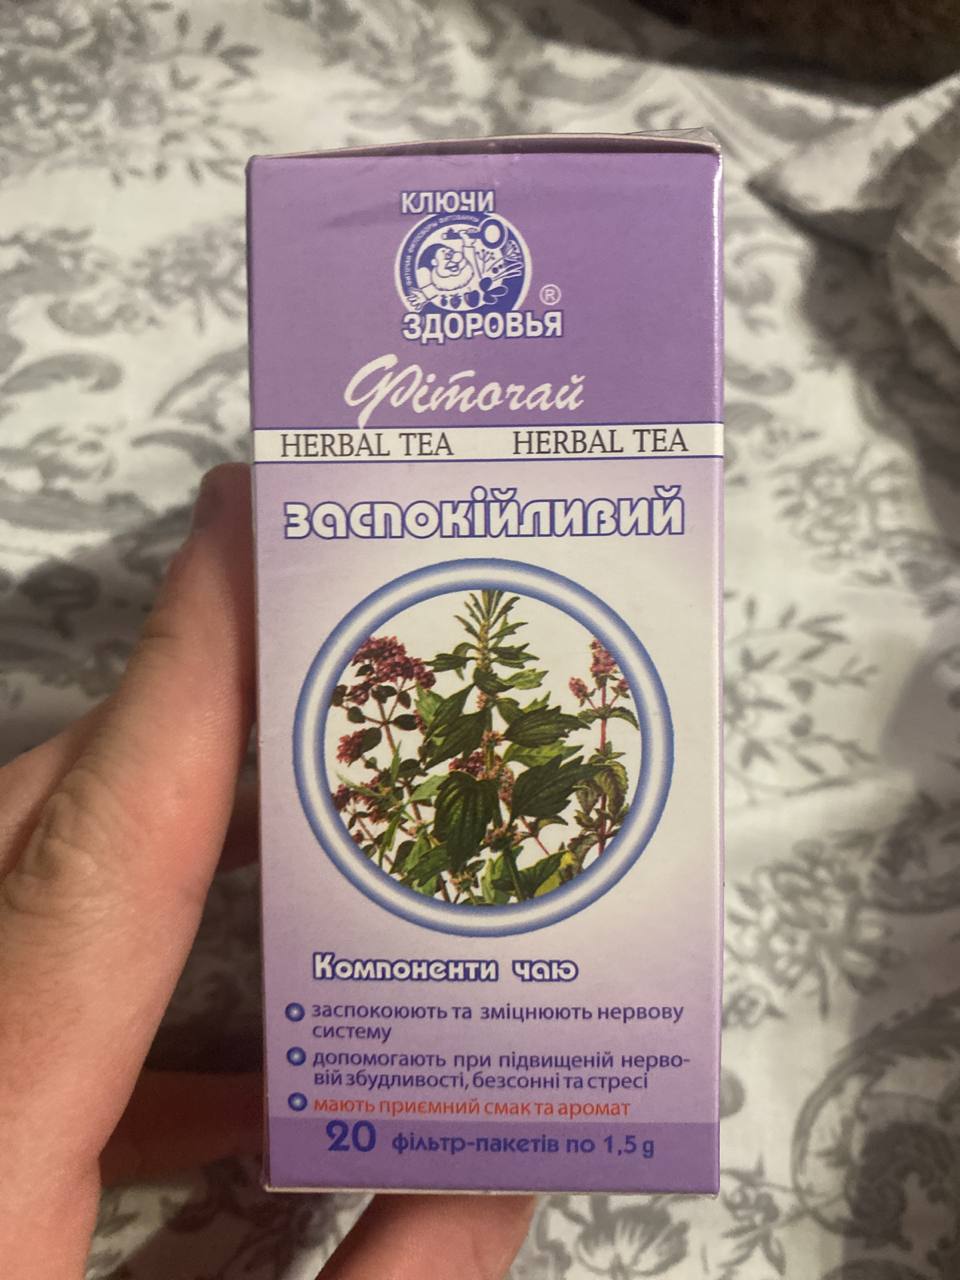 КЛЮЧИ
®
ЗДОРОВЬЯ
Фіточай
HERBAL TEA HERBAL TEA
заспокійливий
Компоненти чаю
заспокоюють та зміцнюють нервову
систему
допомогають при підвищеній нерво-
вій збудливості, безсонні та стресі
мають приємний смак та аромат
20 фільтр-пакетів по 1,5 g